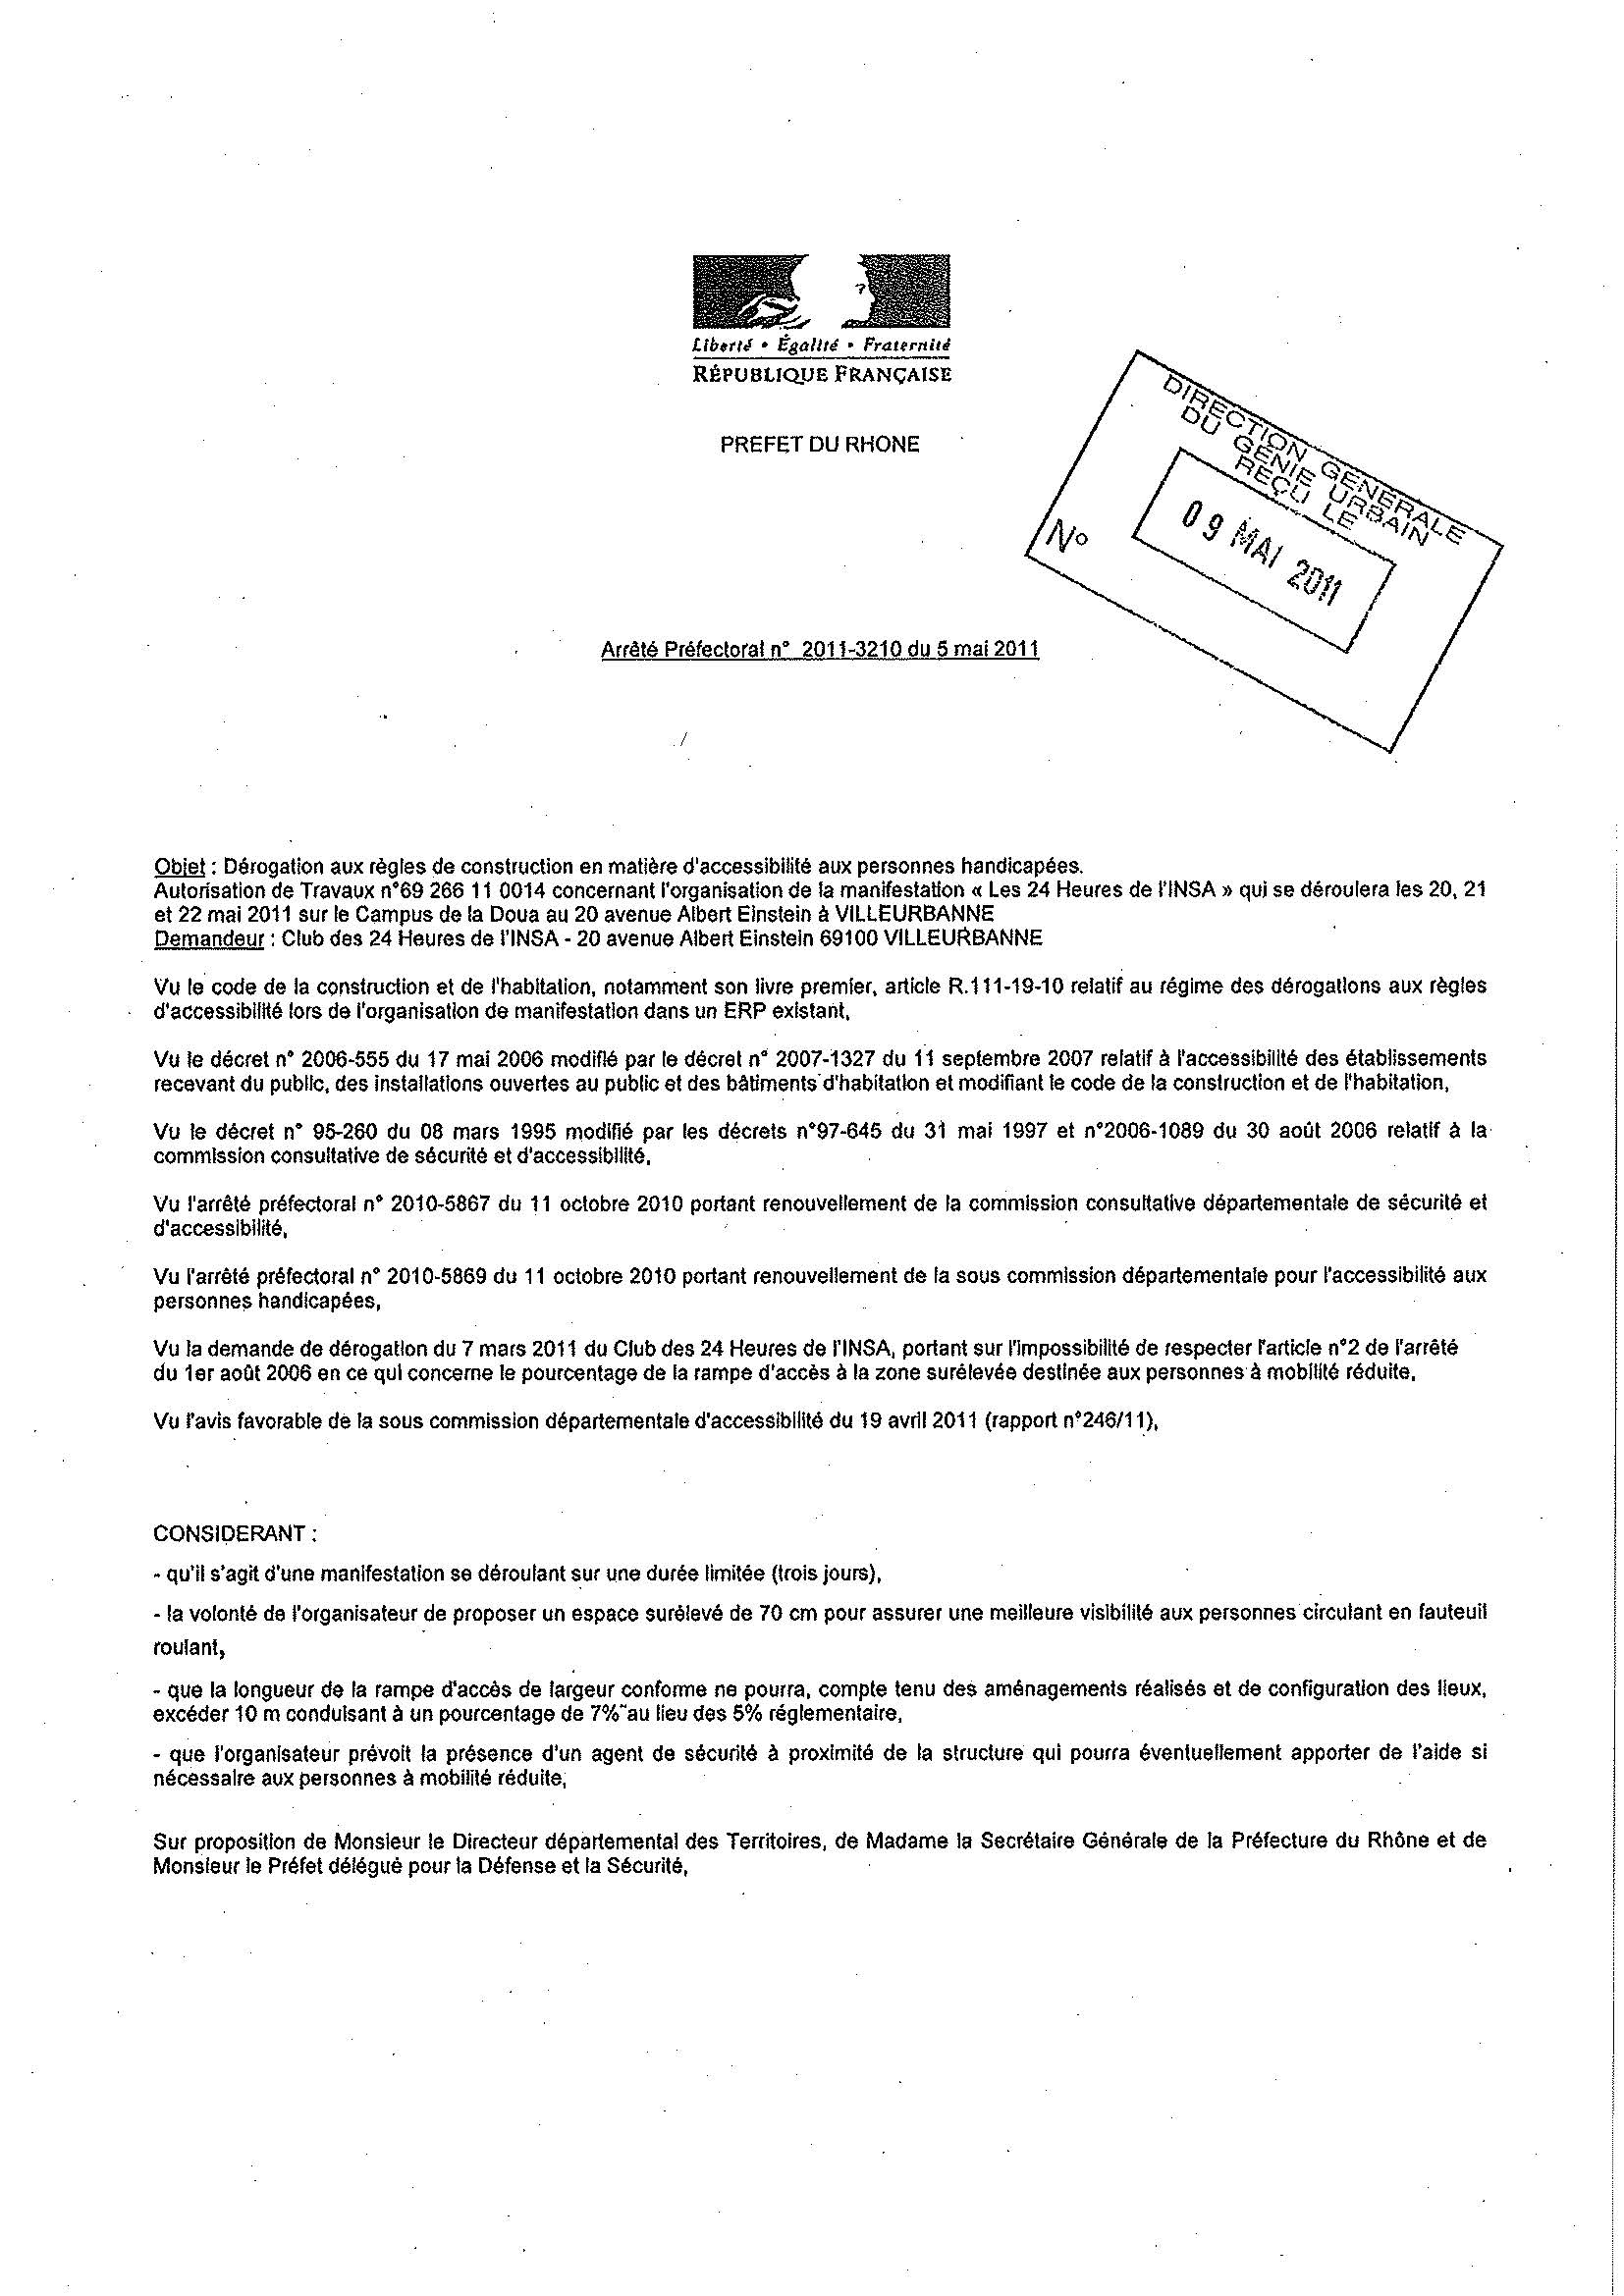 Liberté • Égalité • Fraternité
RÉPUBLIQUE FRANÇAISE
PREFET DU RHONE
DIRECTION GENERALE
DU GENIE URBAIN
REÇU LE
09 MAI 2011
N°
Arrêté Préfectoral n° 2011-3210 du 5 mai 2011
Objet : Dérogation aux règles de construction en matière d'accessibilité aux personnes handicapées.
Autorisation de Travaux n°69 266 11 0014 concernant l'organisation de la manifestation « Les 24 Heures de l'INSA » qui se déroulera les 20, 21
et 22 mai 2011 sur le Campus de la Doua au 20 avenue Albert Einstein à VILLEURBANNE
Demandeur : Club des 24 Heures de l'INSA - 20 avenue Albert Einstein 69100 VILLEURBANNE
Vu le code de la construction et de l'habitation, notamment son livre premier, article R.111-19-10 relatif au régime des dérogations aux règles
d'accessibilité lors de l'organisation de manifestation dans un ERP existant,
Vu le décret n° 2006-555 du 17 mai 2006 modifié par le décret n° 2007-1327 du 11 septembre 2007 relatif à l'accessibilité des établissements
recevant du public, des installations ouvertes au public et des bâtiments d'habitation et modifiant le code de la construction et de l'habitation,
Vu le décret n° 95-260 du 08 mars 1995 modifié par les décrets n°97-645 du 31 mai 1997 et n°2006-1089 du 30 août 2006 relatif à la
commission consultative de sécurité et d'accessibilité,
Vu l'arrêté préfectoral n° 2010-5867 du 11 octobre 2010 portant renouvellement de la commission consultative départementale de sécurité et
d'accessibilité,
Vu l'arrêté préfectoral n° 2010-5869 du 11 octobre 2010 portant renouvellement de la sous commission départementale pour l'accessibilité aux
personnes handicapées,
Vu la demande de dérogation du 7 mars 2011 du Club des 24 Heures de l'INSA, portant sur l'impossibilité de respecter l'article n°2 de l'arrêté
du 1er août 2006 en ce qui concerne le pourcentage de la rampe d'accès à la zone surélevée destinée aux personnes à mobilité réduite,
Vu l'avis favorable de la sous commission départementale d'accessibilité du 19 avril 2011 (rapport n°246/11),
CONSIDERANT :
- qu'il s'agit d'une manifestation se déroulant sur une durée limitée (trois jours),
- la volonté de l'organisateur de proposer un espace surélevé de 70 cm pour assurer une meilleure visibilité aux personnes circulant en fauteuil
roulant,
- que la longueur de la rampe d'accès de largeur conforme ne pourra, compte tenu des aménagements réalisés et de configuration des lieux,
excéder 10 m conduisant à un pourcentage de 7% au lieu des 5% réglementaire,
- que l'organisateur prévoit la présence d'un agent de sécurité à proximité de la structure qui pourra éventuellement apporter de l'aide si
nécessaire aux personnes à mobilité réduite,
Sur proposition de Monsieur le Directeur départemental des Territoires, de Madame la Secrétaire Générale de la Préfecture du Rhône et de
Monsieur le Préfet délégué pour la Défense et la Sécurité,